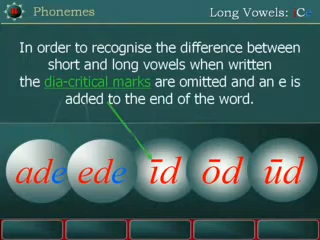 Phonemes
Long Vowels: iCe
In order to recognise the difference between
short and long vowels when written
the dia-critical marks are omitted and an e is
added to the end of the word.
ade ede īd ōd ūd